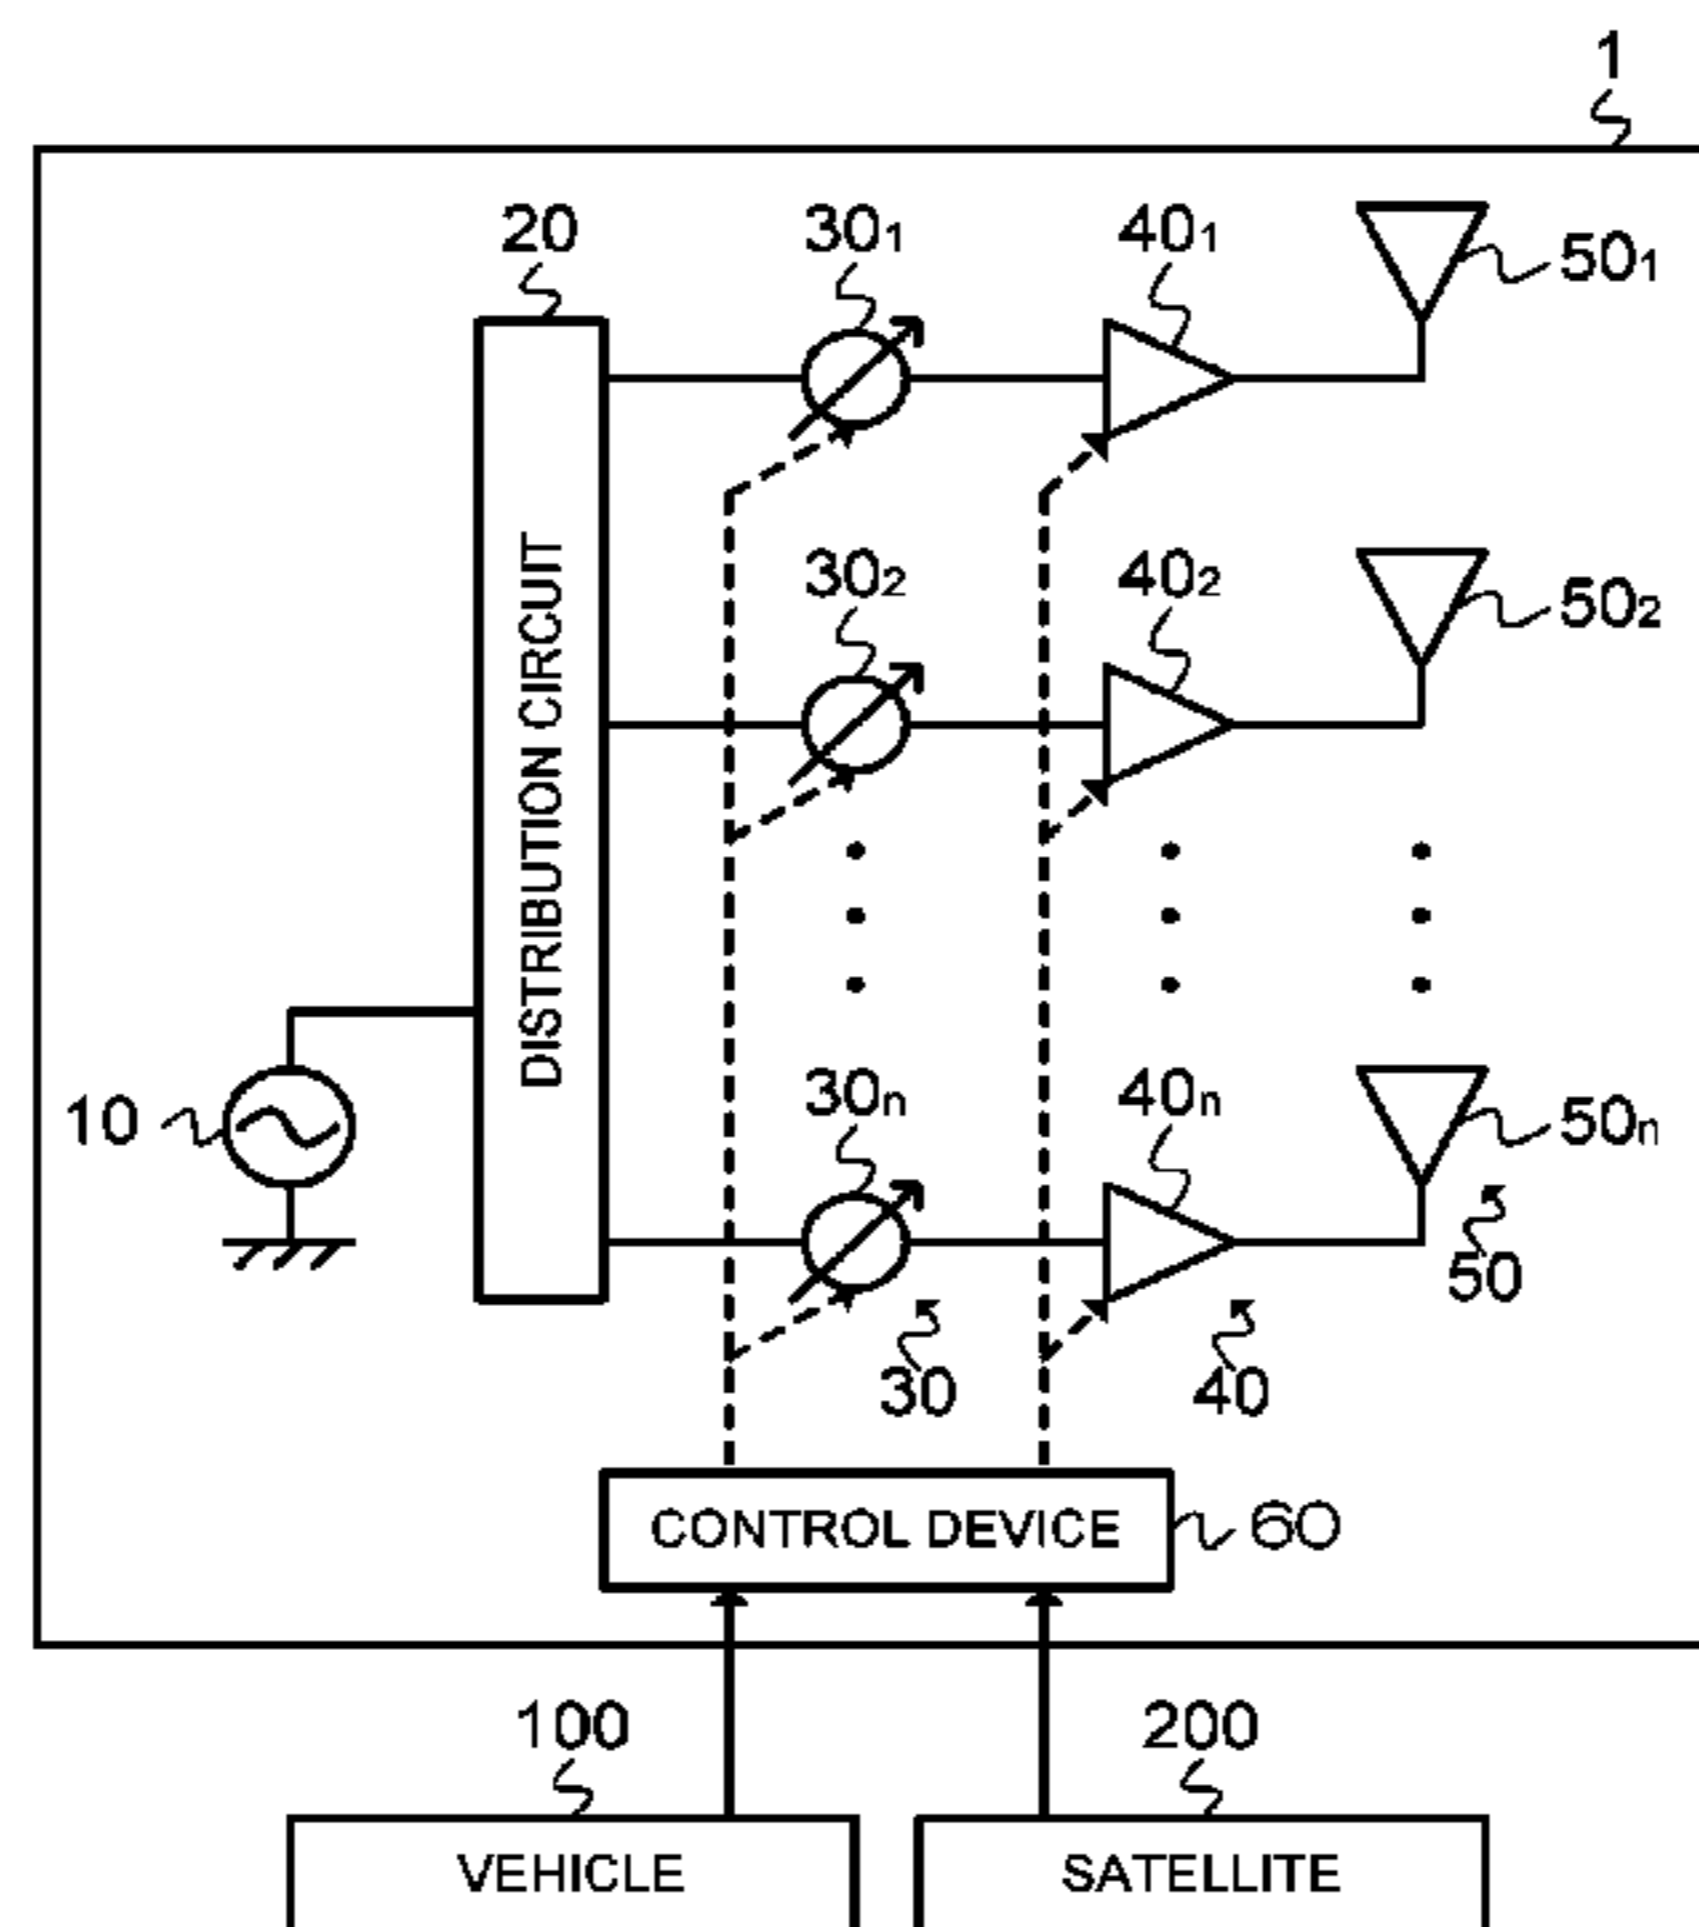 1
20 30₁ 40₁ 50₁
30₂ 40₂ 50₂
DISTRIBUTION CIRCUIT
10 30ₙ 40ₙ 50ₙ
50
30 40
CONTROL DEVICE 60
100 200
VEHICLE SATELLITE